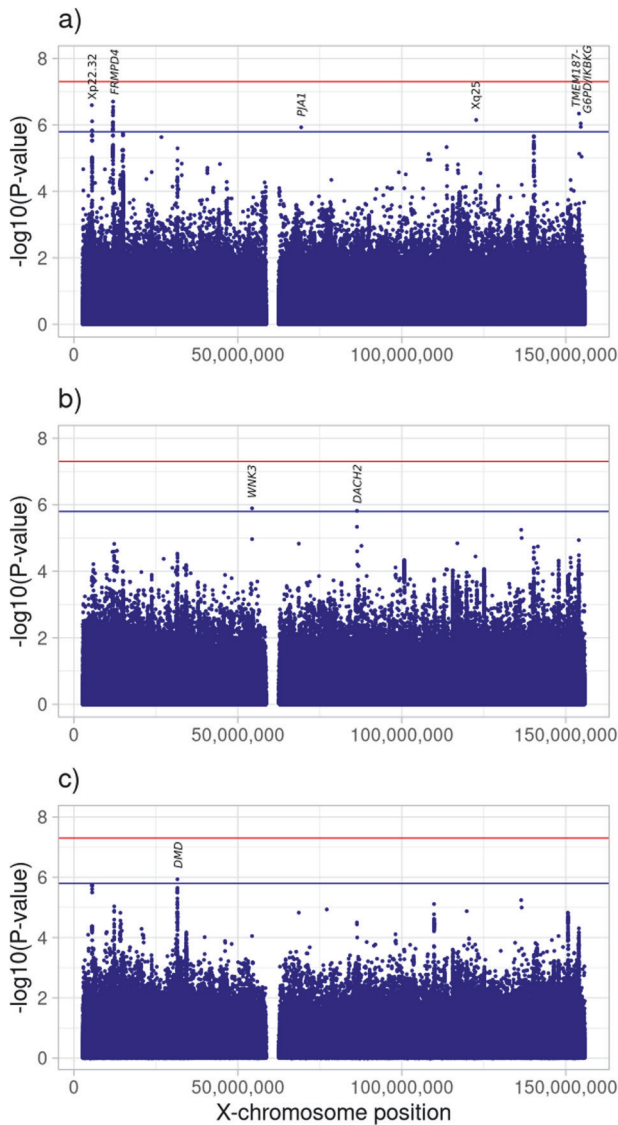 a)
8
6
4
2
0
-log10(P-value)
Xp22.32
FRMPD4
PJA1
Xq25
TMEM187-
G6PD/IKBKG
0 50,000,000 100,000,000 150,000,000
b)
8
6
4
2
0
-log10(P-value)
WNK3
DACH2
0 50,000,000 100,000,000 150,000,000
c)
8
6
4
2
0
-log10(P-value)
DMD
0 50,000,000 100,000,000 150,000,000
X-chromosome position